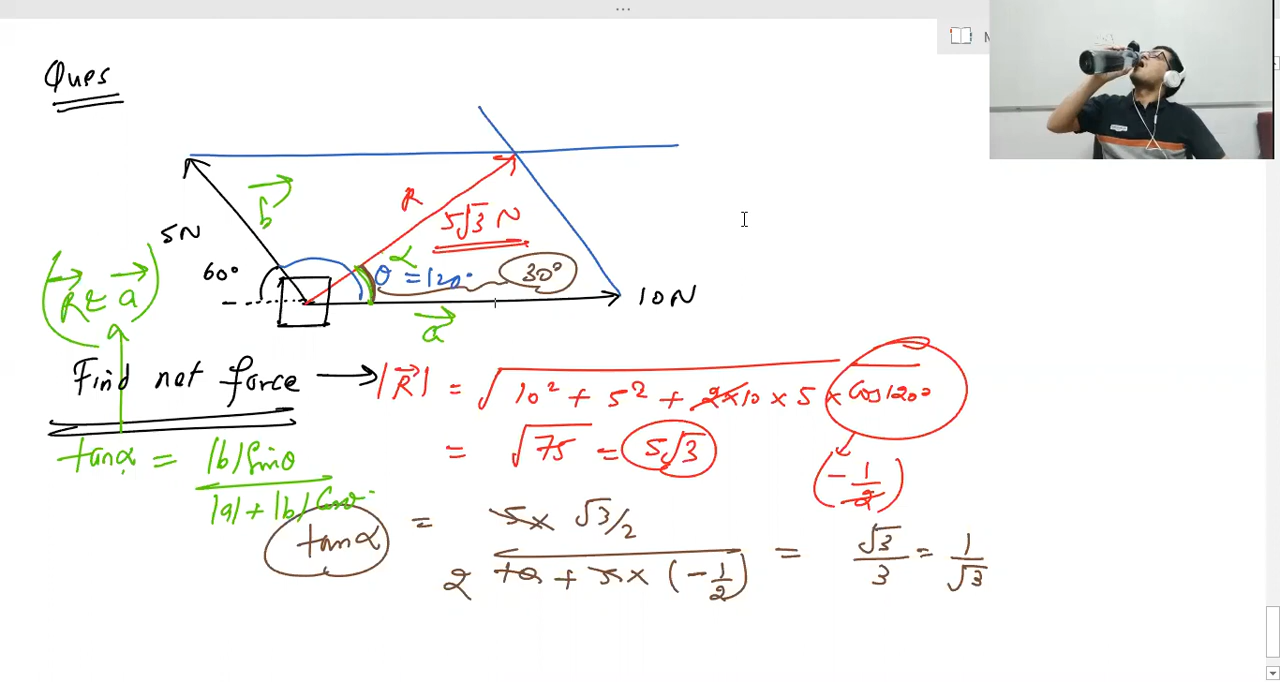 Ques
R
b
5√3 N
5N
α
60°
θ = 120°
30°
(R & a)
10N
a
Find net force → |R| = √10² + 5² + 2×10 × 5 × cos120°
= √75 = 5√3
(-1/2)
tanα = |b|sinθ / |a| + |b| cosθ
tanα = 5× √3/2 / 2 10 + 5× (-1/2) = √3/3 = 1/√3